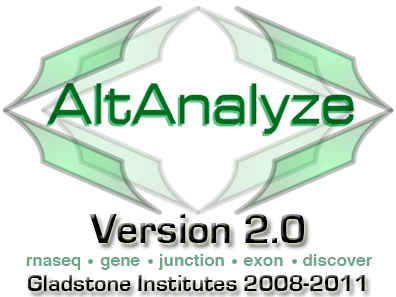 AltAnalyze
Version 2.0
rnaseq • gene • junction • exon • discover
Gladstone Institutes 2008-2011